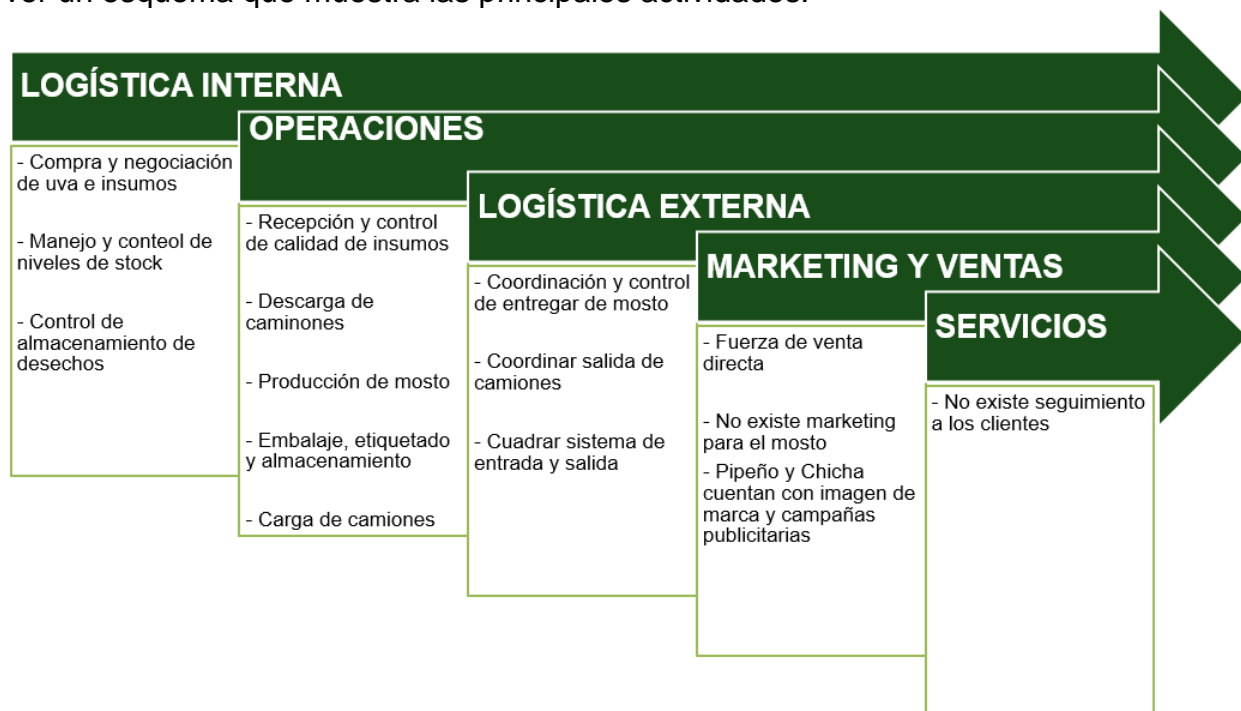 ver un esquema que muestra las principales actividades.
LOGÍSTICA INTERNA
- Compra y negociación
de uva e insumos
- Manejo y conteol de
niveles de stock
- Control de
almacenamiento de
desechos
OPERACIONES
- Recepción y control
de calidad de insumos
- Descarga de
caminones
- Producción de mosto
- Embalaje, etiquetado
y almacenamiento
- Carga de camiones
LOGÍSTICA EXTERNA
- Coordinación y control
de entregar de mosto
- Coordinar salida de
camiones
- Cuadrar sistema de
entrada y salida
MARKETING Y VENTAS
- Fuerza de venta
directa
- No existe marketing
para el mosto
- Pipeño y Chicha
cuentan con imagen de
marca y campañas
publicitarias
SERVICIOS
- No existe seguimiento
a los clientes